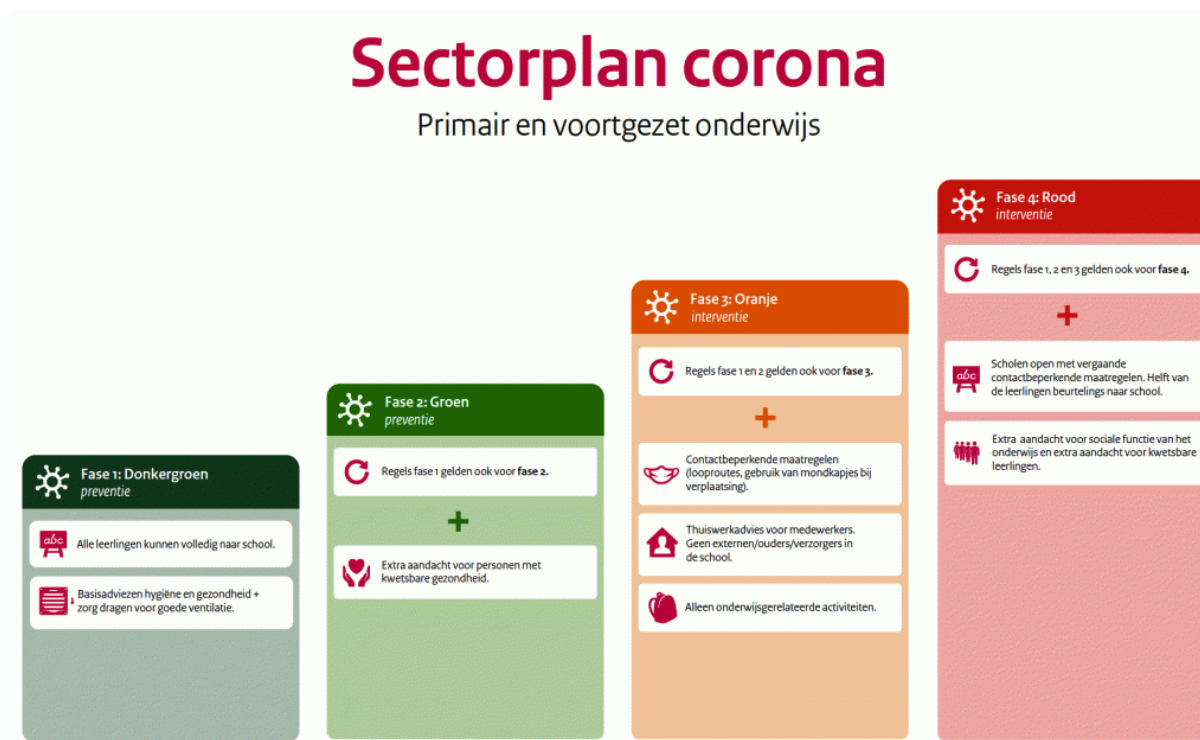 Sectorplan corona
Primair en voortgezet onderwijs
Fase 1: Donkergroen
preventie
abc
Alle leerlingen kunnen volledig naar school.
Basisadviezen hygiëne en gezondheid +
zorg dragen voor goede ventilatie.
Fase 2: Groen
preventie
Regels fase 1 gelden ook voor fase 2.
+
Extra aandacht voor personen met
kwetsbare gezondheid.
Fase 3: Oranje
interventie
Regels fase 1 en 2 gelden ook voor fase 3.
+
Contactbeperkende maatregelen
(looproutes, gebruik van mondkapjes bij
verplaatsing).
Thuiswerkadvies voor medewerkers.
Geen externen/ouders/verzorgers in
de school.
Alleen onderwijsgerelateerde activiteiten.
Fase 4: Rood
interventie
Regels fase 1, 2 en 3 gelden ook voor fase 4.
+
abc
Scholen open met vergaande
contactbeperkende maatregelen. Helft van
de leerlingen beurtelings naar school.
Extra aandacht voor sociale functie van het
onderwijs en extra aandacht voor kwetsbare
leerlingen.